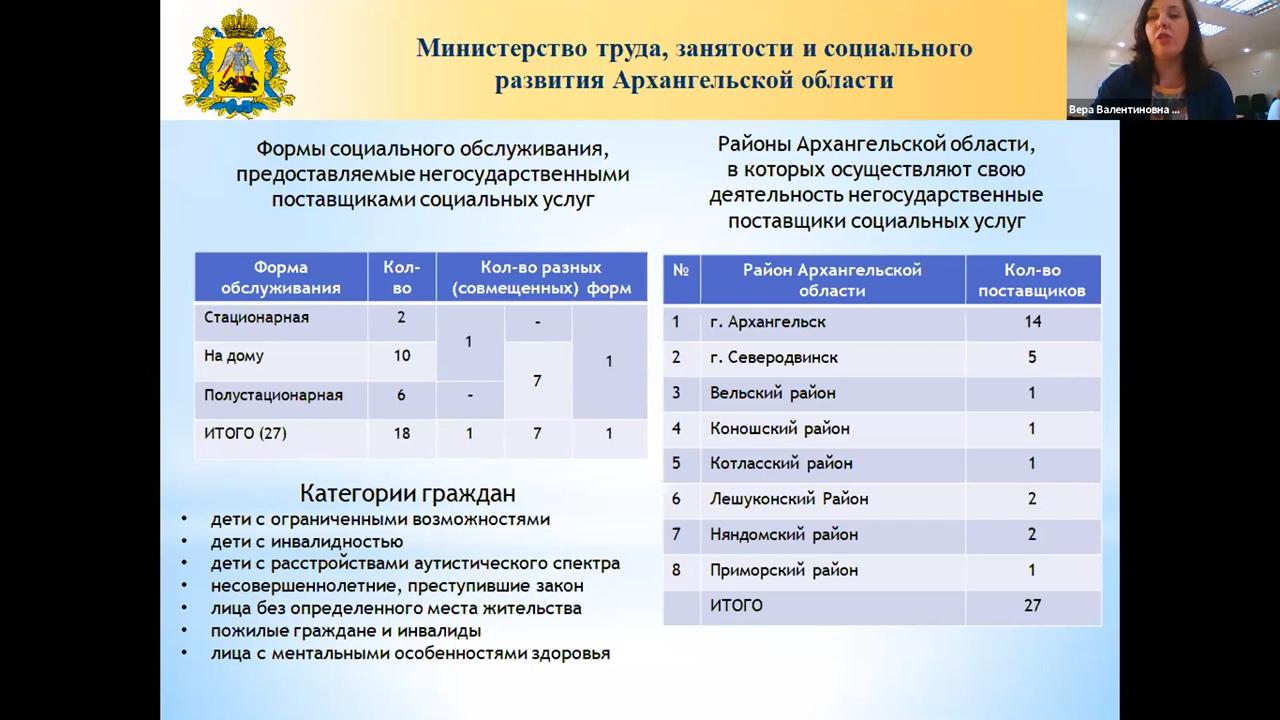 Министерство труда, занятости и социального
развития Архангельской области
Вера Валентиновна ...
Формы социального обслуживания,
предоставляемые негосударственными
поставщиками социальных услуг
Форма обслуживания Кол-во Кол-во разных (совмещенных) форм
Стационарная 2 1 - 1
На дому 10 7
Полустационарная 6 -
ИТОГО (27) 18 1 7 1
Категории граждан
• дети с ограниченными возможностями
• дети с инвалидностью
• дети с расстройствами аутистического спектра
• несовершеннолетние, преступившие закон
• лица без определенного места жительства
• пожилые граждане и инвалиды
• лица с ментальными особенностями здоровья
Районы Архангельской области,
в которых осуществляют свою
деятельность негосударственные
поставщики социальных услуг
№ Район Архангельской области Кол-во поставщиков
1 г. Архангельск 14
2 г. Северодвинск 5
3 Вельский район 1
4 Коношский район 1
5 Котласский район 1
6 Лешуконский Район 2
7 Няндомский район 2
8 Приморский район 1
ИТОГО 27